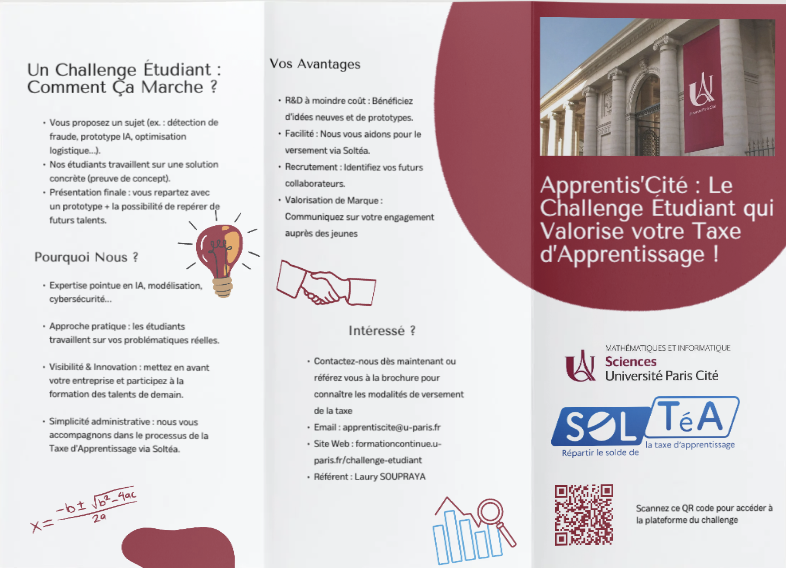 Un Challenge Étudiant :
Comment Ça Marche ?
• Vous proposez un sujet (ex. : détection de
fraude, prototype IA, optimisation
logistique...).
• Nos étudiants travaillent sur une solution
concrète (preuve de concept).
• Présentation finale : vous repartez avec
un prototype + la possibilité de repérer de
futurs talents.
Pourquoi Nous ?
• Expertise pointue en IA, modélisation,
cybersécurité...
• Approche pratique : les étudiants
travaillent sur vos problématiques réelles.
• Visibilité & Innovation : mettez en avant
votre entreprise et participez à la
formation des talents de demain.
• Simplicité administrative : nous vous
accompagnons dans le processus de la
Taxe d'Apprentissage via Soltéa.
x = -b ± √b²-4ac
2a
Vos Avantages
• R&D à moindre coût : Bénéficiez
d'idées neuves et de prototypes.
• Facilité : Nous vous aidons pour le
versement via Soltéa.
• Recrutement : Identifiez vos futurs
collaborateurs.
• Valorisation de Marque :
Communiquez sur votre engagement
auprès des jeunes
Intéressé ?
• Contactez-nous dès maintenant ou
référez vous à la brochure pour
connaître les modalités de versement
de la taxe
• Email : apprentiscite@u-paris.fr
• Site Web : formationcontinue.u-
paris.fr/challenge-etudiant
• Référent : Laury SOUPRAYA
Apprentis'Cité : Le
Challenge Étudiant qui
Valorise votre Taxe
d'Apprentissage !
MATHÉMATIQUES ET INFORMATIQUE
Sciences
Université Paris Cité
SOLTéA
Répartir le solde de la taxe d'apprentissage
Scannez ce QR code pour accéder à
la plateforme du challenge